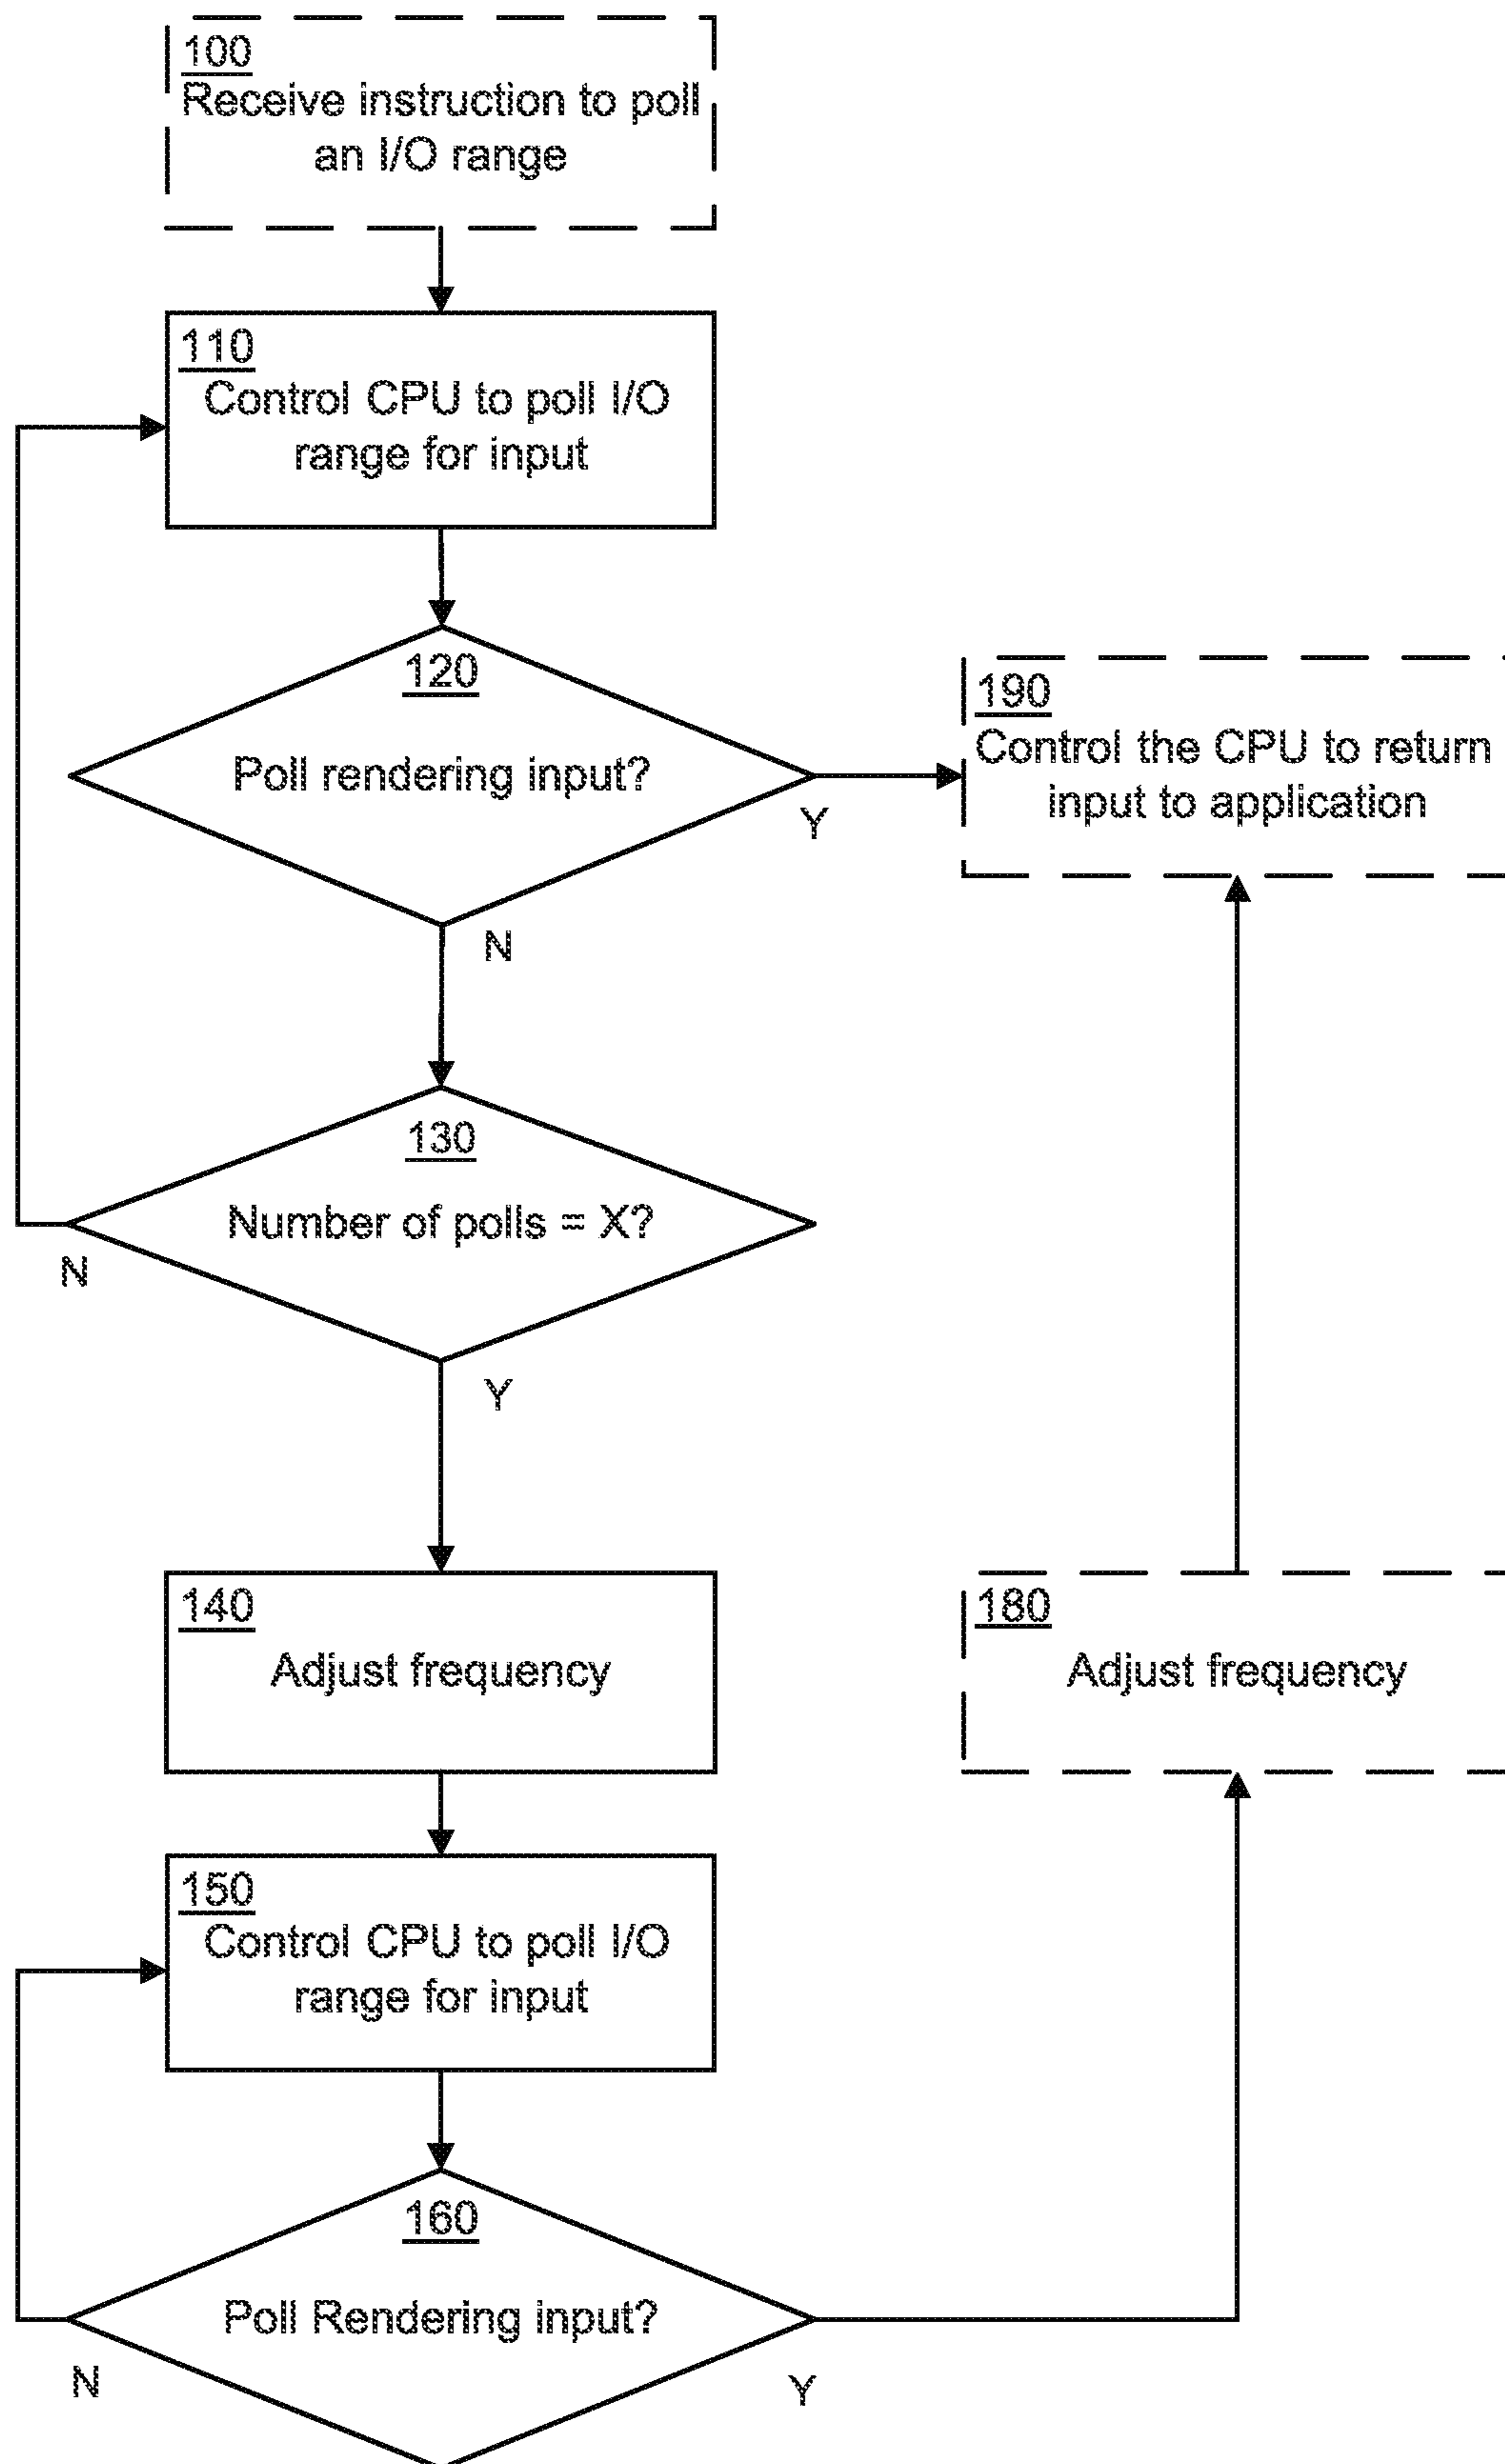 100
Receive instruction to poll
an I/O range
110
Control CPU to poll I/O
range for input
120
Poll rendering input?
Y
N
190
Control the CPU to return
input to application
130
Number of polls = X?
N
Y
140
Adjust frequency
180
Adjust frequency
150
Control CPU to poll I/O
range for input
160
Poll Rendering input?
N
Y